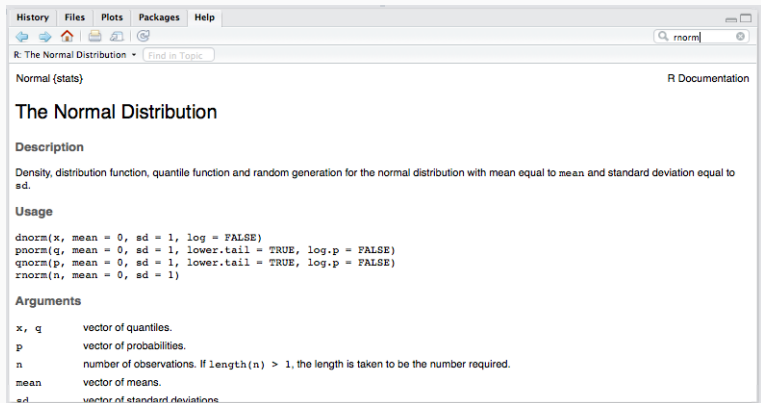 History Files Plots Packages Help
rnorm
R: The Normal Distribution Find in Topic
Normal {stats} R Documentation
The Normal Distribution
Description
Density, distribution function, quantile function and random generation for the normal distribution with mean equal to mean and standard deviation equal to
sd.
Usage
dnorm(x, mean = 0, sd = 1, log = FALSE)
pnorm(q, mean = 0, sd = 1, lower.tail = TRUE, log.p = FALSE)
qnorm(p, mean = 0, sd = 1, lower.tail = TRUE, log.p = FALSE)
rnorm(n, mean = 0, sd = 1)
Arguments
x, q vector of quantiles.
p vector of probabilities.
n number of observations. If length(n) > 1, the length is taken to be the number required.
mean vector of means.
sd vector of standard deviations.